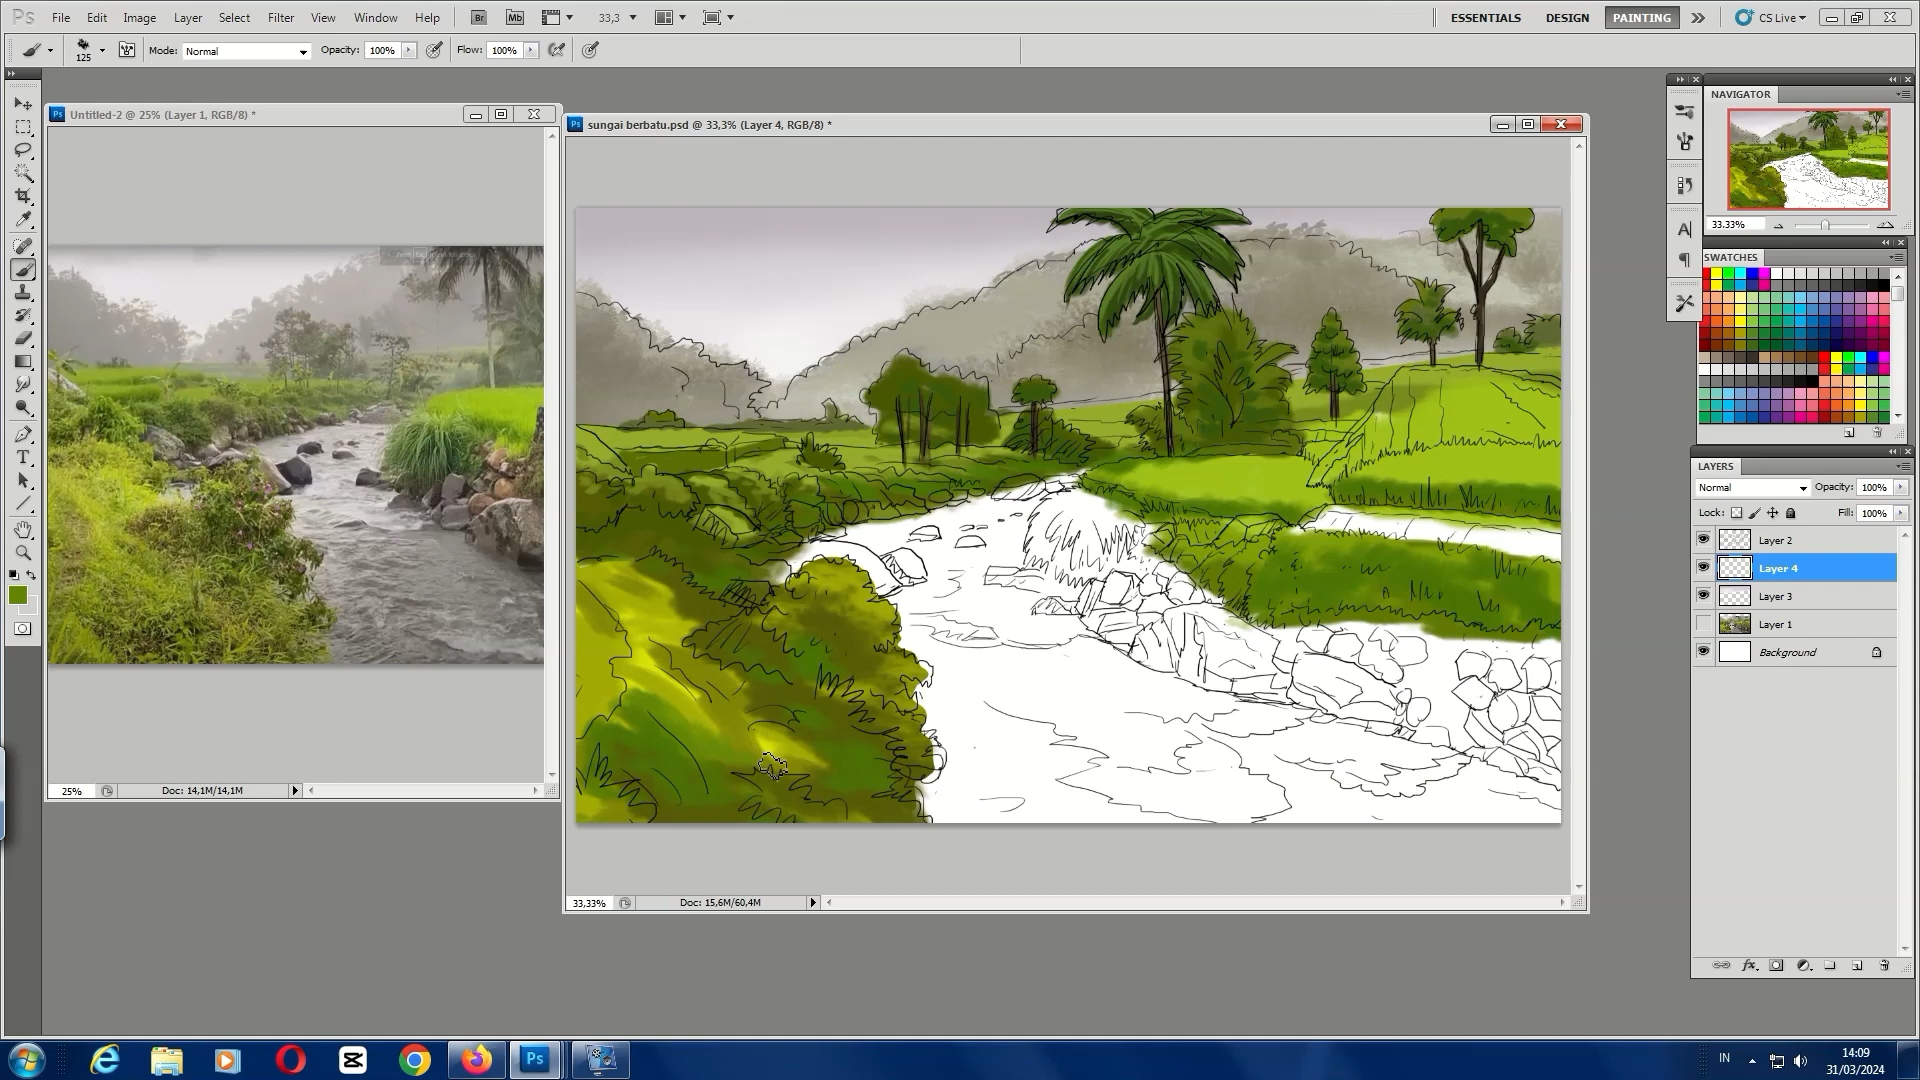 Ps File Edit Image Layer Select Filter View Window Help Br Mb 33,3 ESSENTIALS DESIGN PAINTING CS Live
125 Mode: Normal Opacity: 100% Flow: 100%
Ps Untitled-2 @ 25% (Layer 1, RGB/8) *
25% Doc: 14,1M/14,1M
Ps sungai berbatu.psd @ 33,3% (Layer 4, RGB/8) *
33,33% Doc: 15,6M/60,4M
NAVIGATOR
33.33%
SWATCHES
LAYERS
Normal Opacity: 100%
Lock: Fill: 100%
Layer 2
Layer 4
Layer 3
Layer 1
Background
Ps IN 14:09
31/03/2024